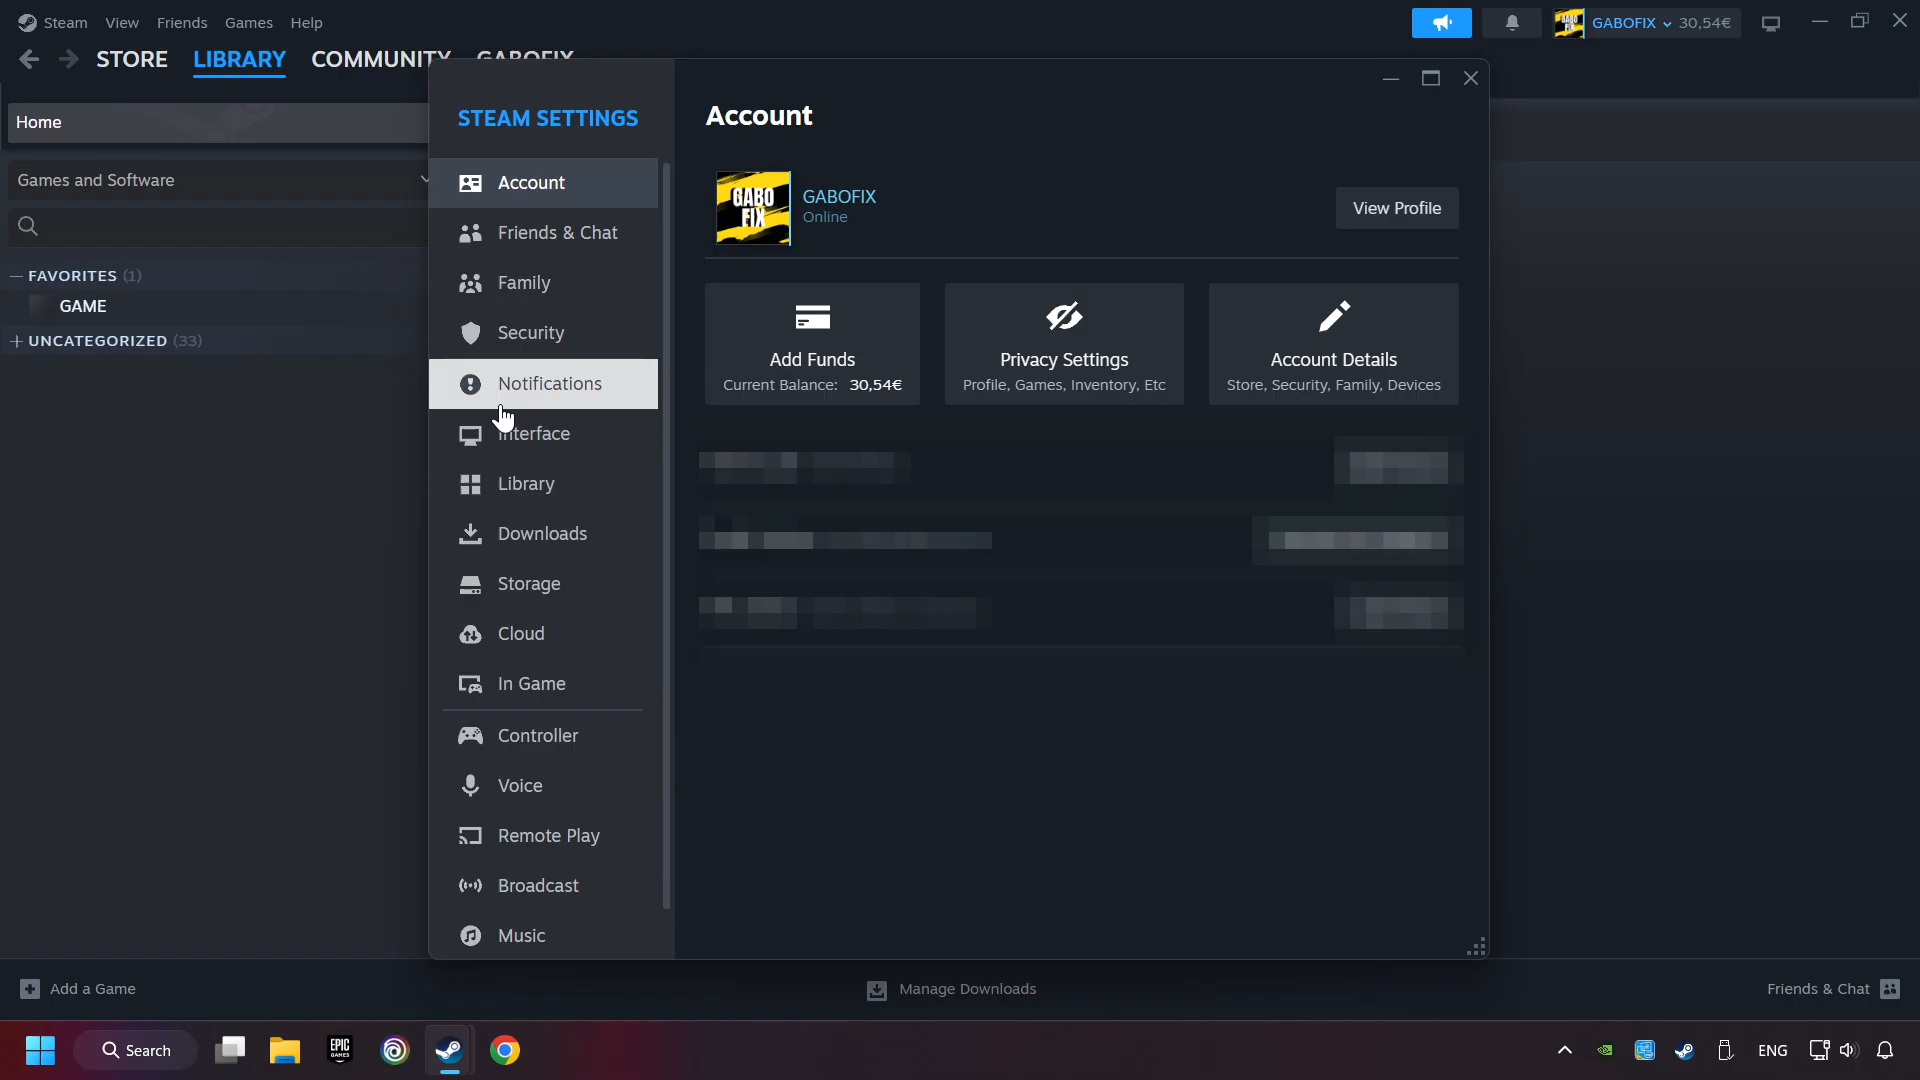 Steam View Friends Games Help
GABOFIX 30,54€
STORE LIBRARY COMMUNITY GABOFIX
Home
Games and Software
FAVORITES (1)
GAME
UNCATEGORIZED (33)
STEAM SETTINGS
Account
Friends & Chat
Family
Security
Notifications
Interface
Library
Downloads
Storage
Cloud
In Game
Controller
Voice
Remote Play
Broadcast
Music
Account
GABO
FIX
GABOFIX
Online
View Profile
Add Funds
Current Balance: 30,54€
Privacy Settings
Profile, Games, Inventory, Etc
Account Details
Store, Security, Family, Devices
Add a Game
Manage Downloads
Friends & Chat
Search
EPIC
GAMES
ENG